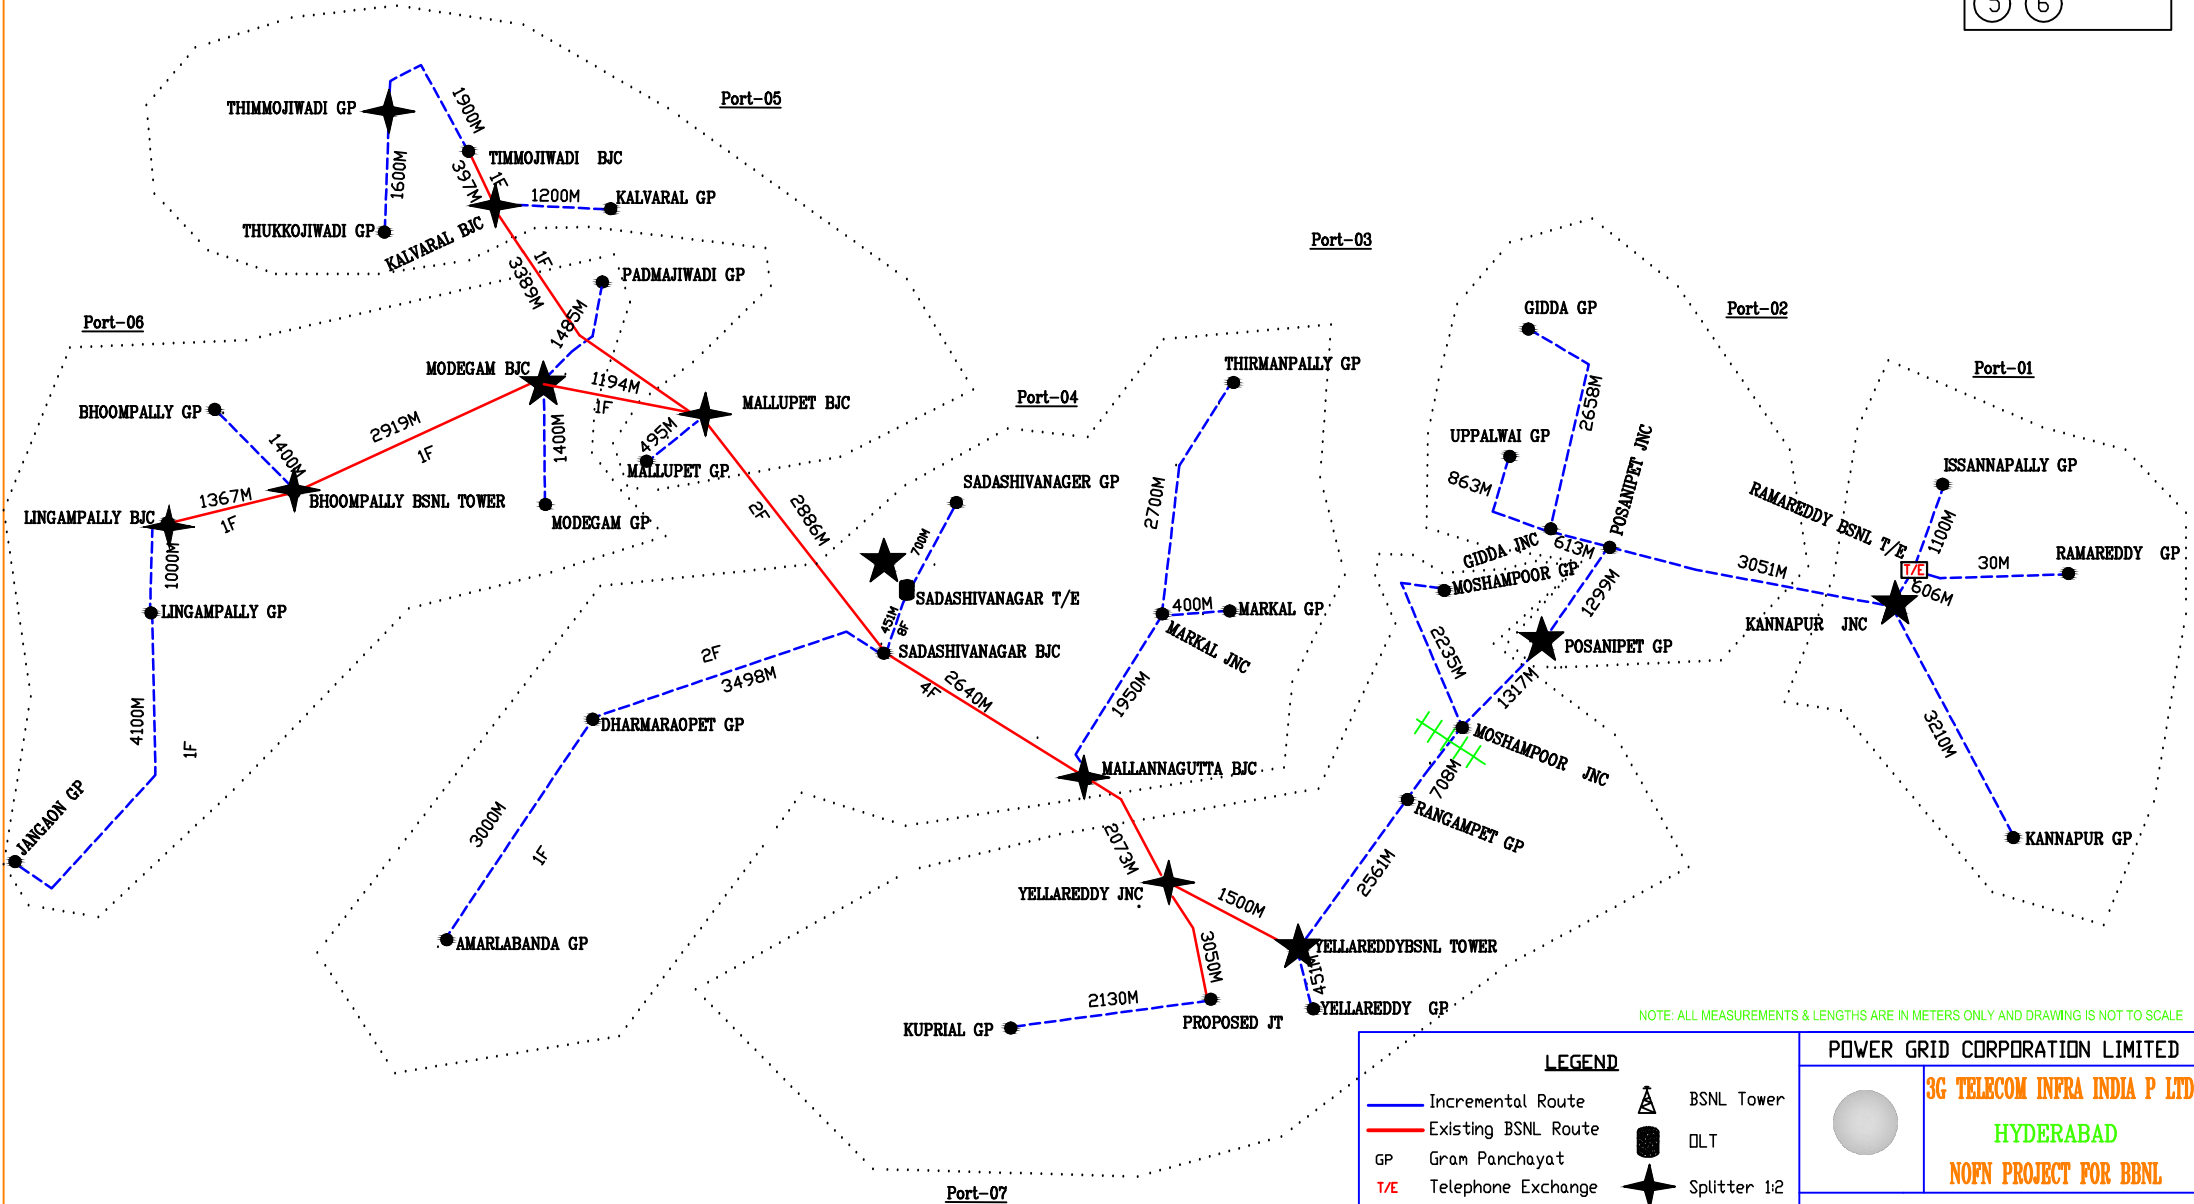 5 6
Port-05
THIMMOJIWADI GP
1900M
1600M
TIMMOJIWADI BJC
397M
1F
1200M
KALVARAL GP
THUKKOJIWADI GP
KALVARAL BJC
1F
3389M
Port-03
PADMAJIWADI GP
1485M
Port-06
GIDDA GP
Port-02
MODEGAM BJC
1194M
1F
THIRMANPALLY GP
Port-01
2658M
BHOOMPALLY GP
2919M
1F
MALLUPET BJC
Port-04
1400M
1400M
495M
UPPALWAI GP
POSANIPET JNC
MALLUPET GP
ISSANNAPALLY GP
1367M
1F
BHOOMPALLY BSNL TOWER
SADASHIVANAGER GP
863M
RAMAREDDY BSNL T/E
LINGAMPALLY BJC
MODEGAM GP
2F
2886M
2700M
1100M
1000M
700M
GIDDA JNC
613M
3051M
30M
RAMAREDDY GP
T/E
606M
MOSHAMPOOR GP
SADASHIVANAGAR T/E
LINGAMPALLY GP
400M
MARKAL GP
1299M
KANNAPUR JNC
451M
8F
MARKAL JNC
SADASHIVANAGAR BJC
2F
3498M
2235M
POSANIPET GP
4F
2640M
1950M
1317M
4100M
1F
DHARMARAOPET GP
3210M
MOSHAMPOOR JNC
MALLANNAGUTTA BJC
708M
JANGAON GP
3000M
1F
RANGAMPET GP
2073M
KANNAPUR GP
2561M
YELLAREDDY JNC
1500M
AMARLABANDA GP
3050M
YELLAREDDYBSNL TOWER
451M
2130M
YELLAREDDY GP
KUPRIAL GP
PROPOSED JT
NOTE: ALL MEASUREMENTS & LENGTHS ARE IN METERS ONLY AND DRAWING IS NOT TO SCALE
LEGEND
Incremental Route
BSNL Tower
Existing BSNL Route
OLT
GP Gram Panchayat
T/E Telephone Exchange
Splitter 1:2
POWER GRID CORPORATION LIMITED
3G TELECOM INFRA INDIA P LTD
HYDERABAD
NOFN PROJECT FOR BBNL
Port-07